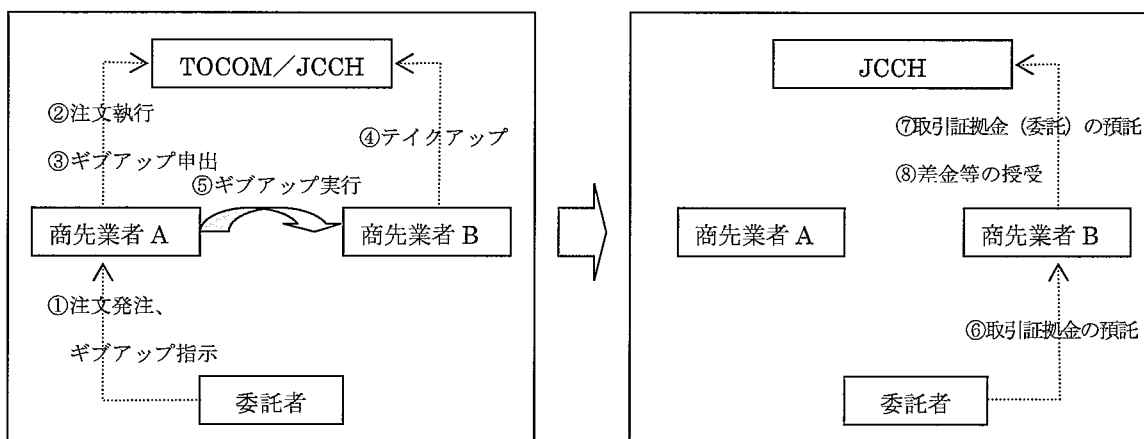 TOCOM／JCCH
②注文執行
③ギブアップ申出
④テイクアップ
⑤ギブアップ実行
商先業者 A
商先業者 B
①注文発注、
ギブアップ指示
委託者
JCCH
⑦取引証拠金（委託）の預託
⑧差金等の授受
商先業者 A
商先業者 B
⑥取引証拠金の預託
委託者